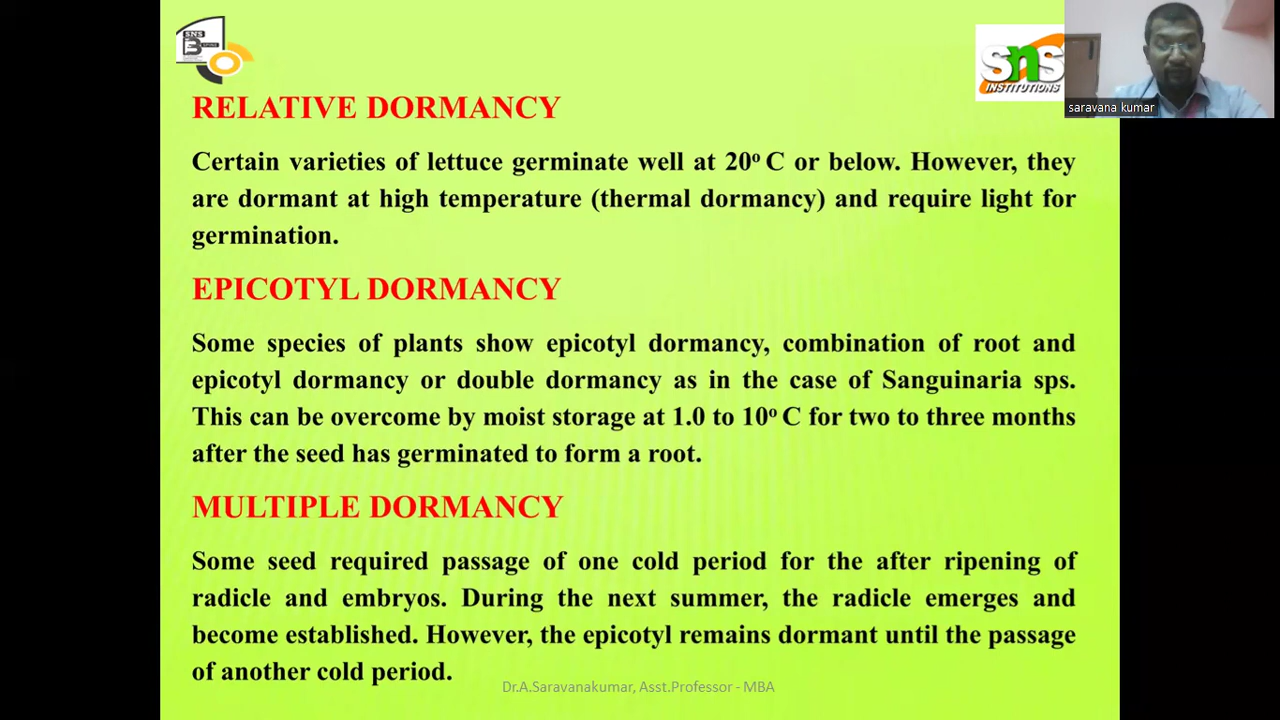 SNS
sns
INSTITUTIONS
saravana kumar
RELATIVE DORMANCY
Certain varieties of lettuce germinate well at 20º C or below. However, they
are dormant at high temperature (thermal dormancy) and require light for
germination.
EPICOTYL DORMANCY
Some species of plants show epicotyl dormancy, combination of root and
epicotyl dormancy or double dormancy as in the case of Sanguinaria sps.
This can be overcome by moist storage at 1.0 to 10º C for two to three months
after the seed has germinated to form a root.
MULTIPLE DORMANCY
Some seed required passage of one cold period for the after ripening of
radicle and embryos. During the next summer, the radicle emerges and
become established. However, the epicotyl remains dormant until the passage
of another cold period.
Dr.A.Saravanakumar, Asst.Professor - MBA